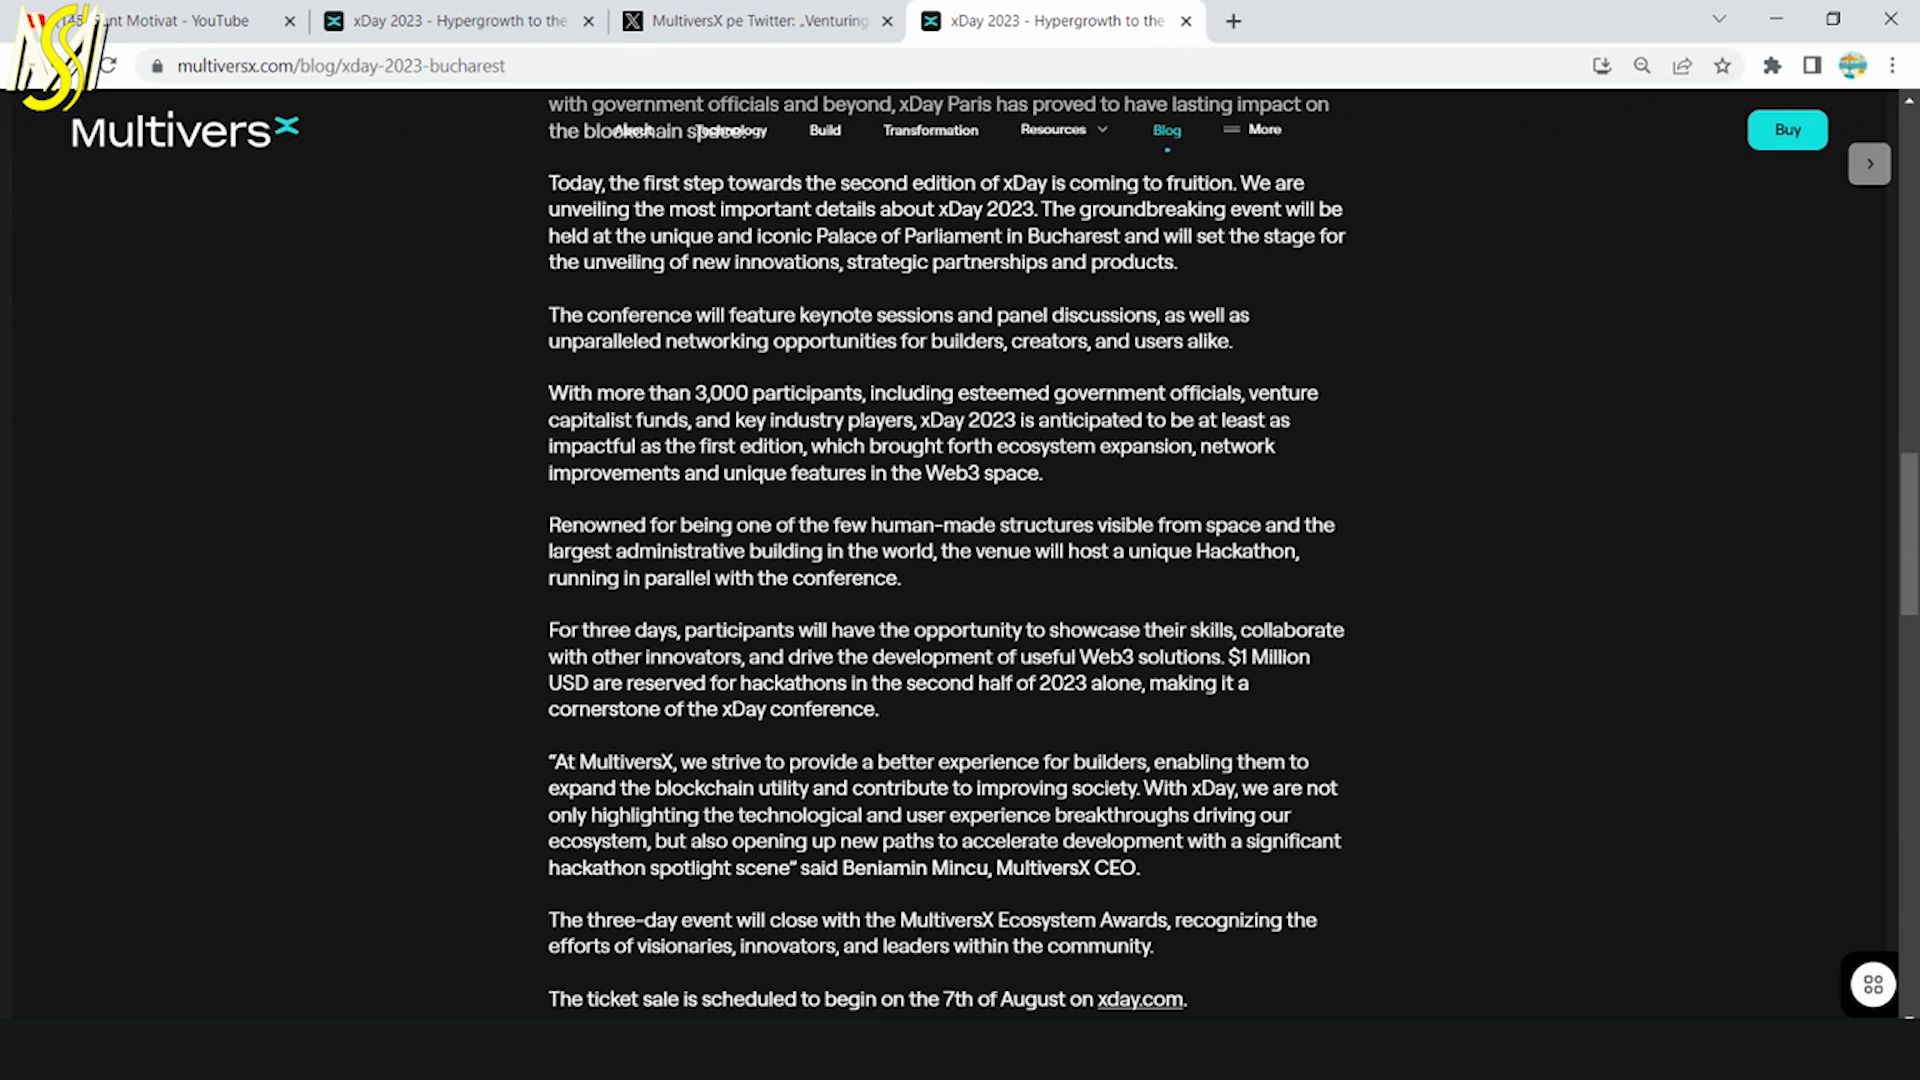 145 Sunt Motivat - YouTube
xDay 2023 - Hypergrowth to the
MultiversX pe Twitter: „Venturing
xDay 2023 - Hypergrowth to the
multiversx.com/blog/xday-2023-bucharest
with government officials and beyond, xDay Paris has proved to have lasting impact on
the blockchain space.
MultiversX
About
Technology
Build
Transformation
Resources
Blog
More
Buy
Today, the first step towards the second edition of xDay is coming to fruition. We are
unveiling the most important details about xDay 2023. The groundbreaking event will be
held at the unique and iconic Palace of Parliament in Bucharest and will set the stage for
the unveiling of new innovations, strategic partnerships and products.
The conference will feature keynote sessions and panel discussions, as well as
unparalleled networking opportunities for builders, creators, and users alike.
With more than 3,000 participants, including esteemed government officials, venture
capitalist funds, and key industry players, xDay 2023 is anticipated to be at least as
impactful as the first edition, which brought forth ecosystem expansion, network
improvements and unique features in the Web3 space.
Renowned for being one of the few human-made structures visible from space and the
largest administrative building in the world, the venue will host a unique Hackathon,
running in parallel with the conference.
For three days, participants will have the opportunity to showcase their skills, collaborate
with other innovators, and drive the development of useful Web3 solutions. $1 Million
USD are reserved for hackathons in the second half of 2023 alone, making it a
cornerstone of the xDay conference.
“At MultiversX, we strive to provide a better experience for builders, enabling them to
expand the blockchain utility and contribute to improving society. With xDay, we are not
only highlighting the technological and user experience breakthroughs driving our
ecosystem, but also opening up new paths to accelerate development with a significant
hackathon spotlight scene” said Beniamin Mincu, MultiversX CEO.
The three-day event will close with the MultiversX Ecosystem Awards, recognizing the
efforts of visionaries, innovators, and leaders within the community.
The ticket sale is scheduled to begin on the 7th of August on xday.com.